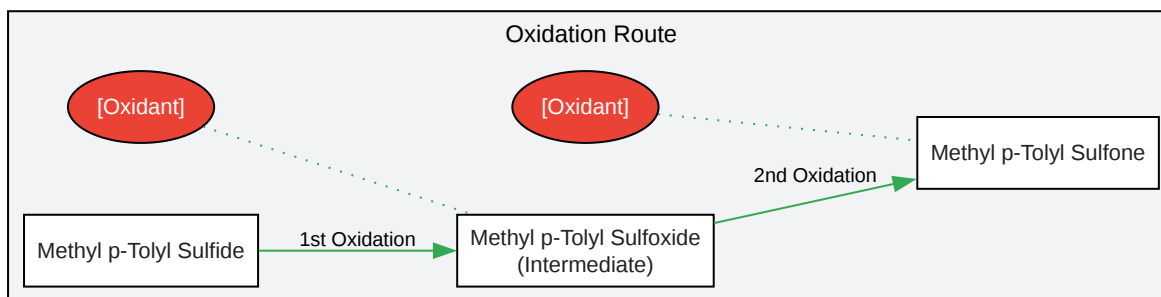 Oxidation Route
[Oxidant]
[Oxidant]
Methyl p-Tolyl Sulfone
2nd Oxidation
Methyl p-Tolyl Sulfide
1st Oxidation
Methyl p-Tolyl Sulfoxide
(Intermediate)